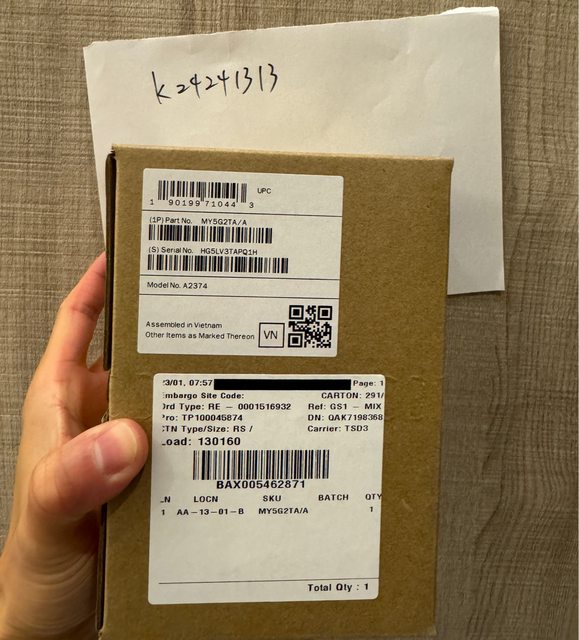 k24241313
UPC
1 90199 71044 3
(1P) Part No. MY5G2TA/A
(S) Serial No. HG5LV3TAPQ1H
Model No. A2374
Assembled in Vietnam
Other Items as Marked Thereon
VN
23/01, 07:57 Page: 1
Embargo Site Code: CARTON: 291/
Ord Type: RE - 0001516932 Ref: GS1 - MIX
Pro: TP100045874 DN: QAK7198368
CTN Type/Size: RS / Carrier: TSD3
Load: 130160
BAX005462871
LN LOCN SKU BATCH QTY
1 AA-13-01-B MY5G2TA/A 1
Total Qty : 1